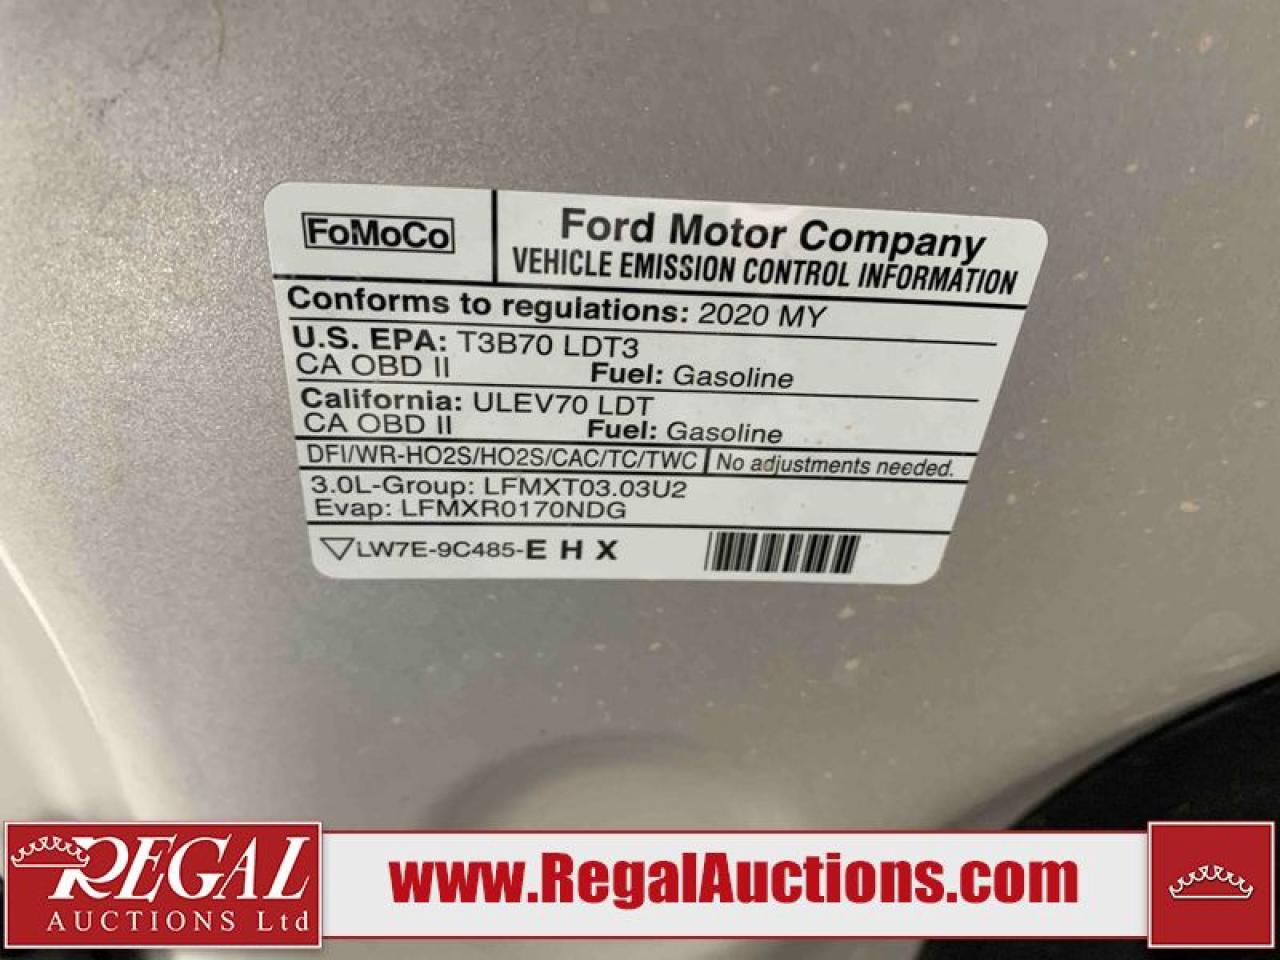 FoMoCo
Ford Motor Company
VEHICLE EMISSION CONTROL INFORMATION
Conforms to regulations: 2020 MY
U.S. EPA: T3B70 LDT3
CA OBD II Fuel: Gasoline
California: ULEV70 LDT
CA OBD II Fuel: Gasoline
DFI/WR-HO2S/HO2S/CAC/TC/TWC No adjustments needed.
3.0L-Group: LFMXT03.03U2
Evap: LFMXR0170NDG
LW7E-9C485-E H X
REGAL
AUCTIONS Ltd
www.RegalAuctions.com